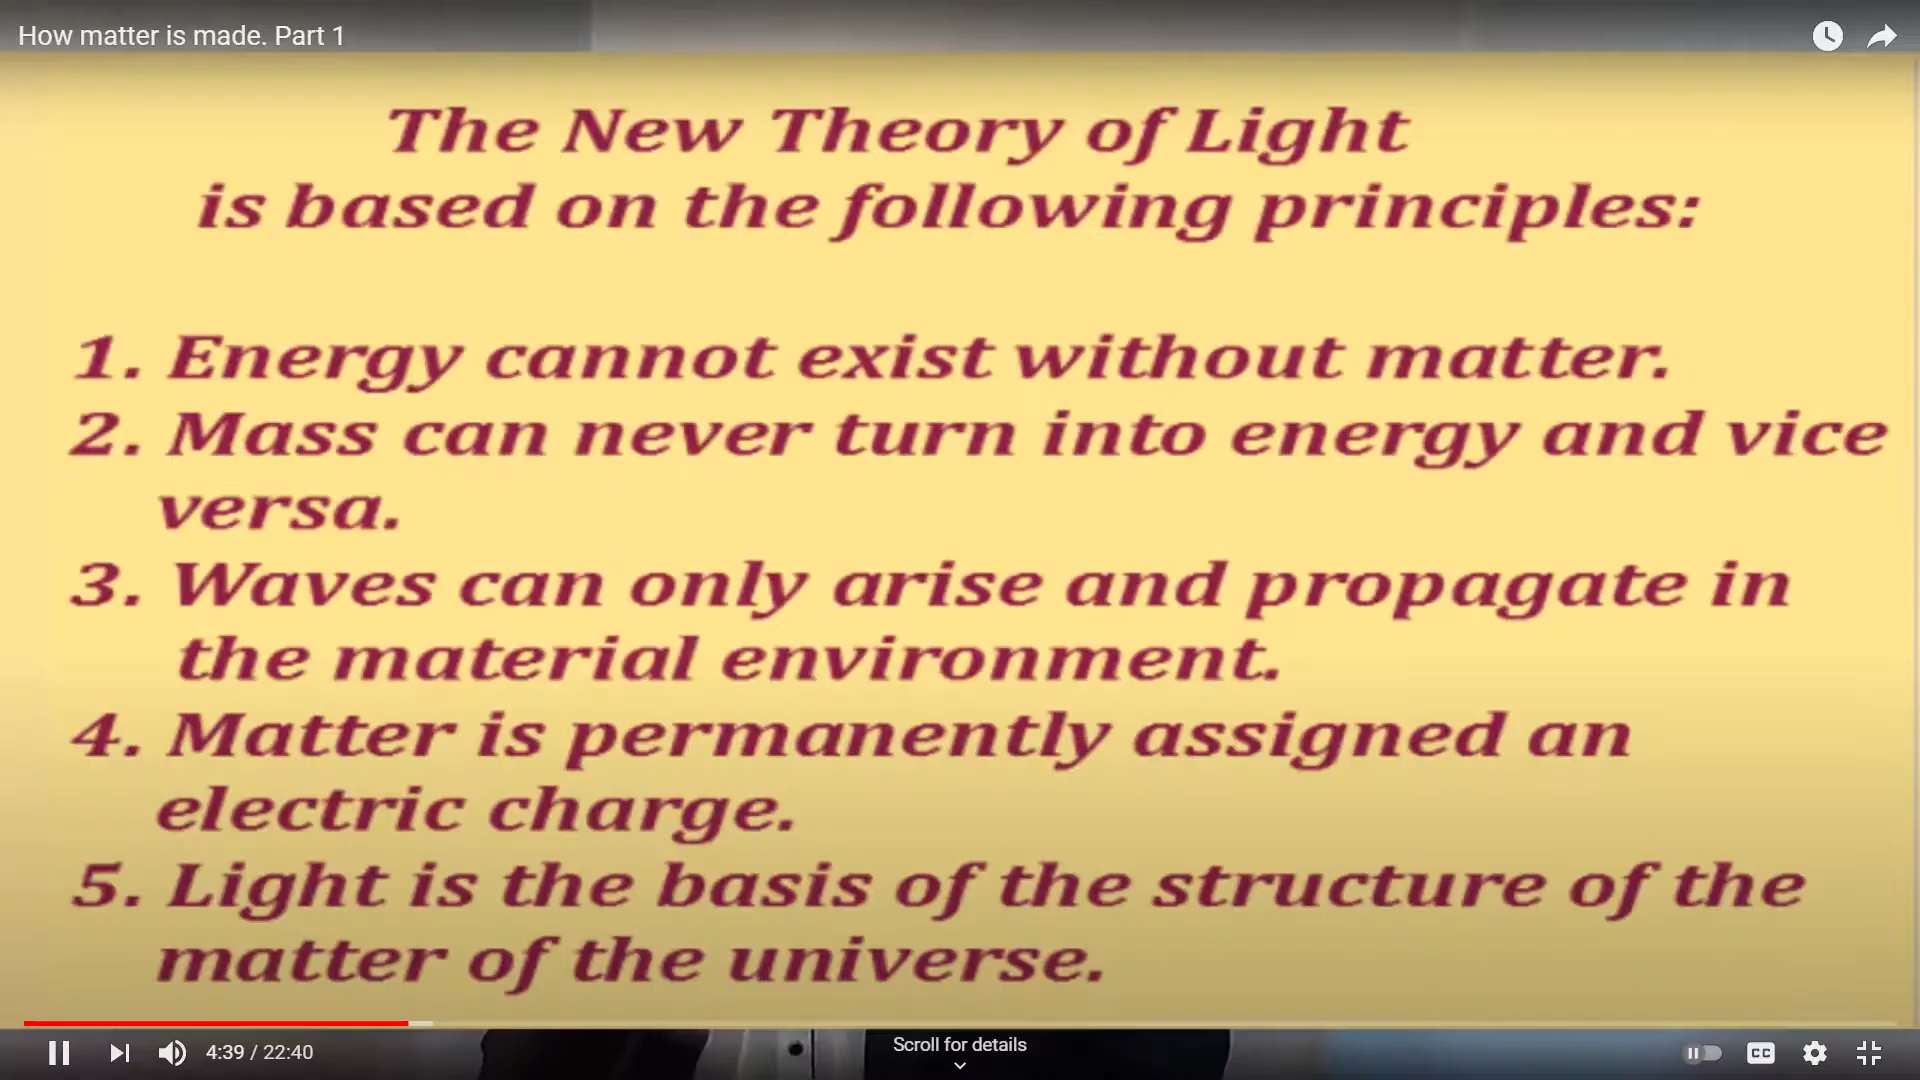 How matter is made. Part 1
The New Theory of Light
is based on the following principles:
1. Energy cannot exist without matter.
2. Mass can never turn into energy and vice
versa.
3. Waves can only arise and propagate in
the material environment.
4. Matter is permanently assigned an
electric charge.
5. Light is the basis of the structure of the
matter of the universe.
4:39 / 22:40
Scroll for details
CC